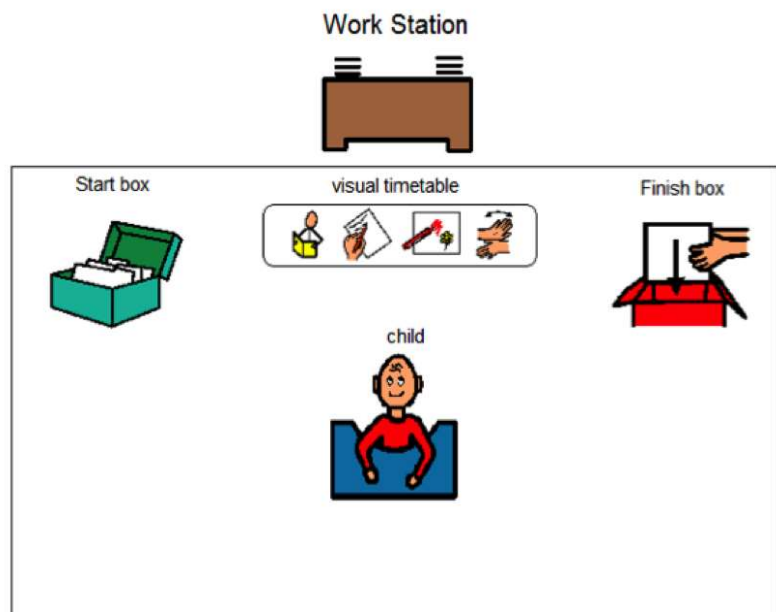 Work Station
Start box
visual timetable
Finish box
child